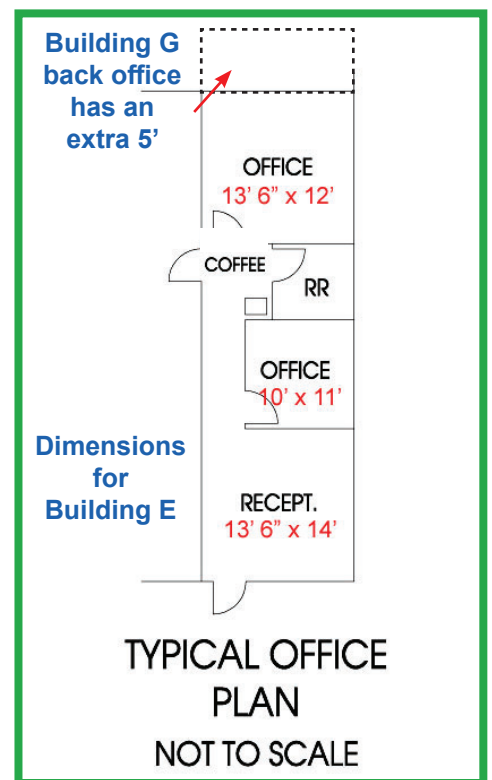 Building G
back office
has an
extra 5’
OFFICE
13’ 6” x 12’
COFFEE
RR
OFFICE
10’ x 11’
Dimensions
for
Building E
RECEPT.
13’ 6” x 14’
TYPICAL OFFICE
PLAN
NOT TO SCALE